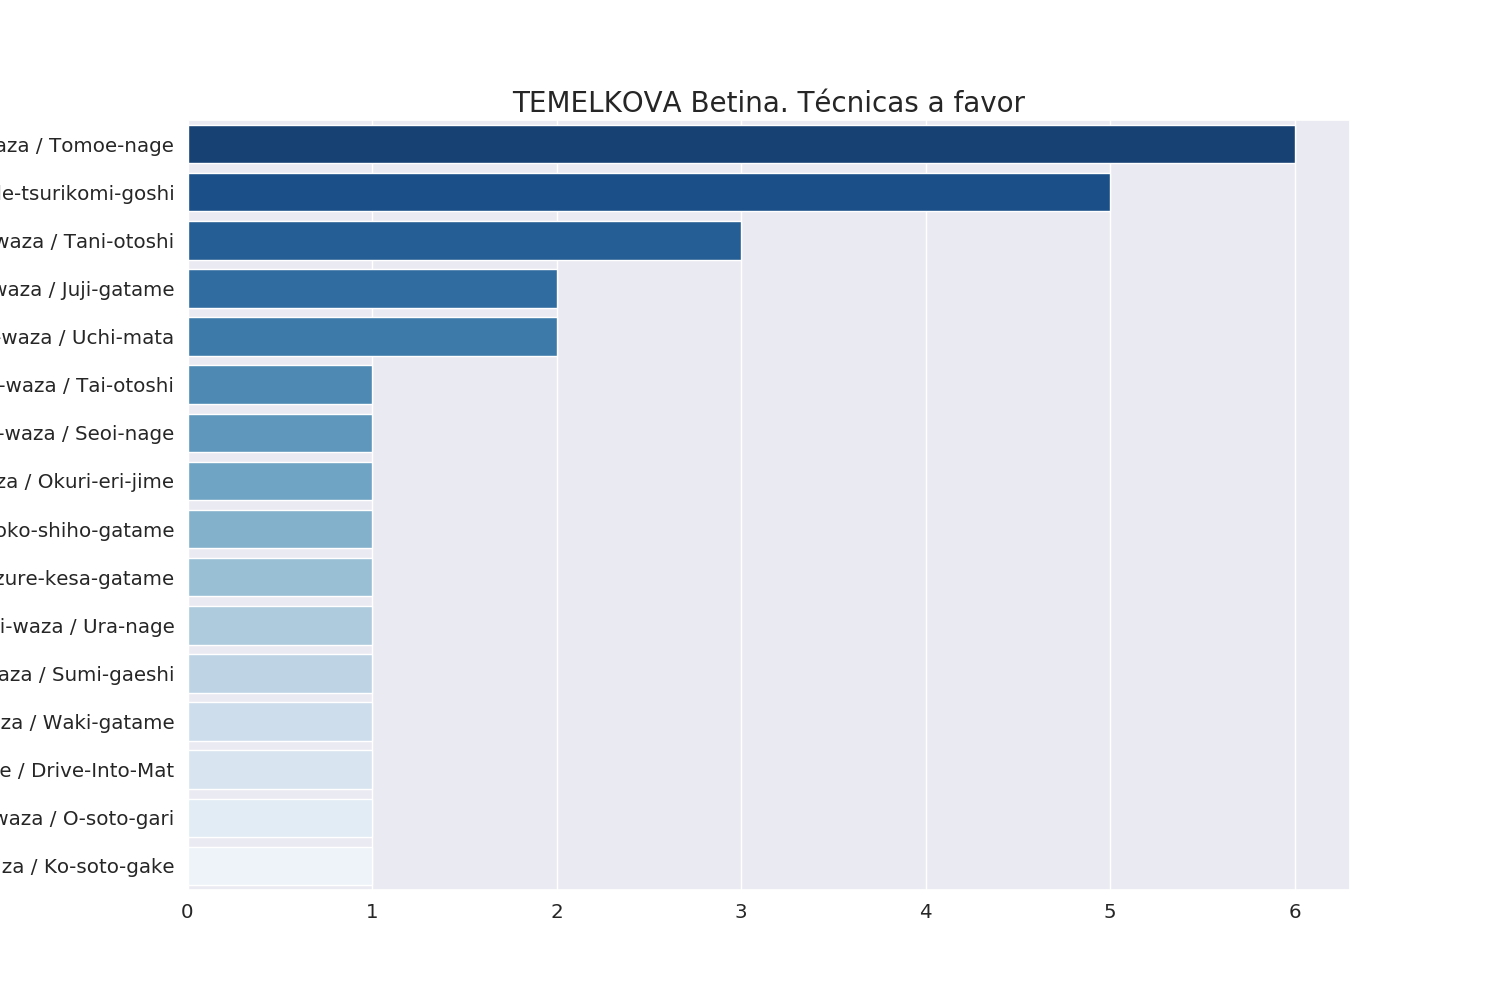 TEMELKOVA Betina. Técnicas a favor
aza / Tomoe-nage
le-tsurikomi-goshi
waza / Tani-otoshi
waza / Juji-gatame
-waza / Uchi-mata
-waza / Tai-otoshi
-waza / Seoi-nage
za / Okuri-eri-jime
oko-shiho-gatame
zure-kesa-gatame
i-waza / Ura-nage
aza / Sumi-gaeshi
za / Waki-gatame
e / Drive-Into-Mat
waza / O-soto-gari
za / Ko-soto-gake
0 1 2 3 4 5 6